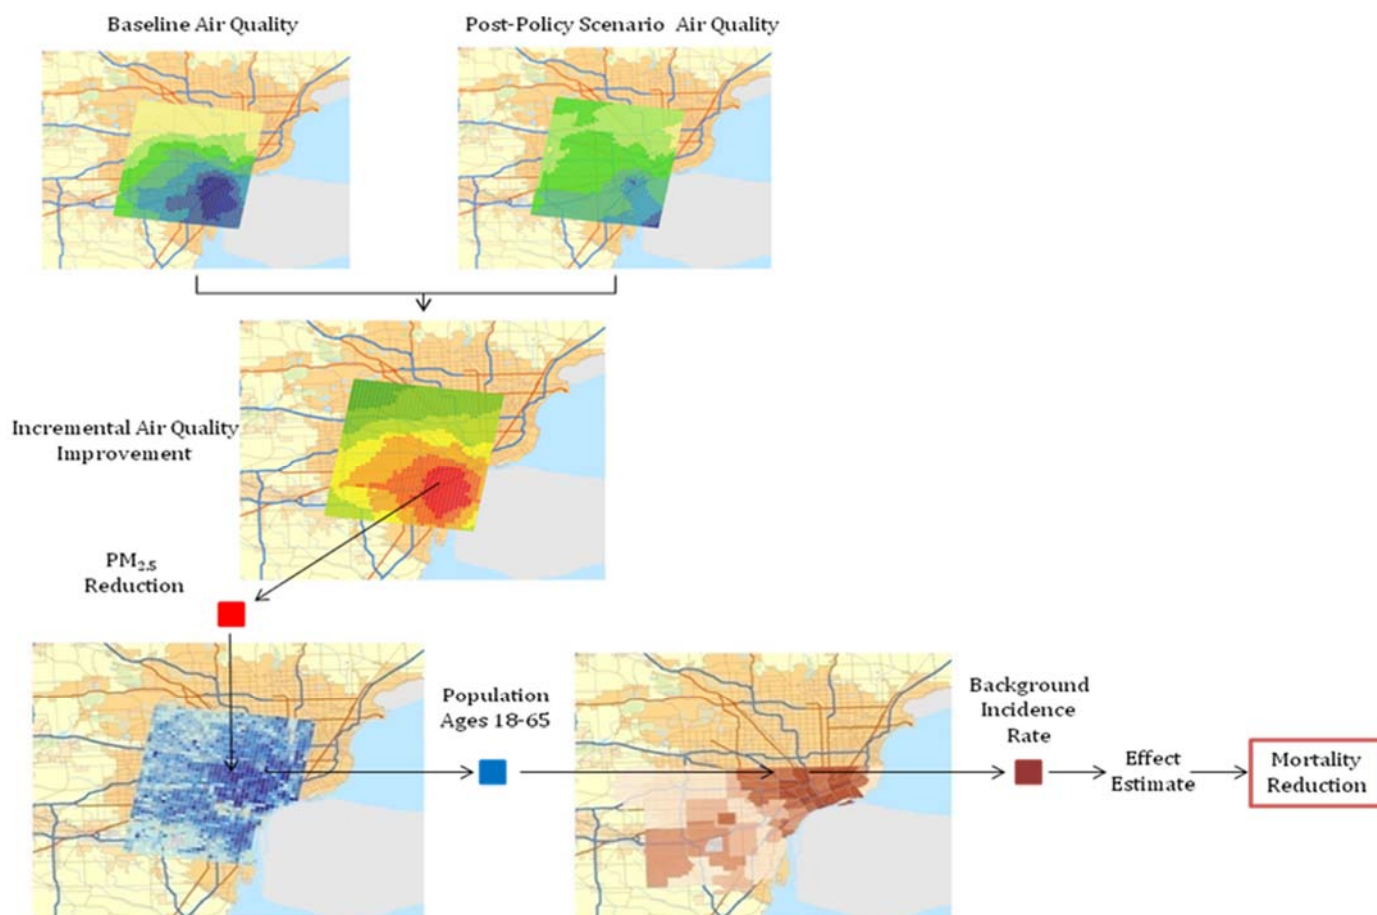 Baseline Air Quality
Post-Policy Scenario Air Quality
Incremental Air Quality
Improvement
PM₂.₅
Reduction
Population
Ages 18-65
Background
Incidence
Rate
Effect
Estimate
Mortality
Reduction